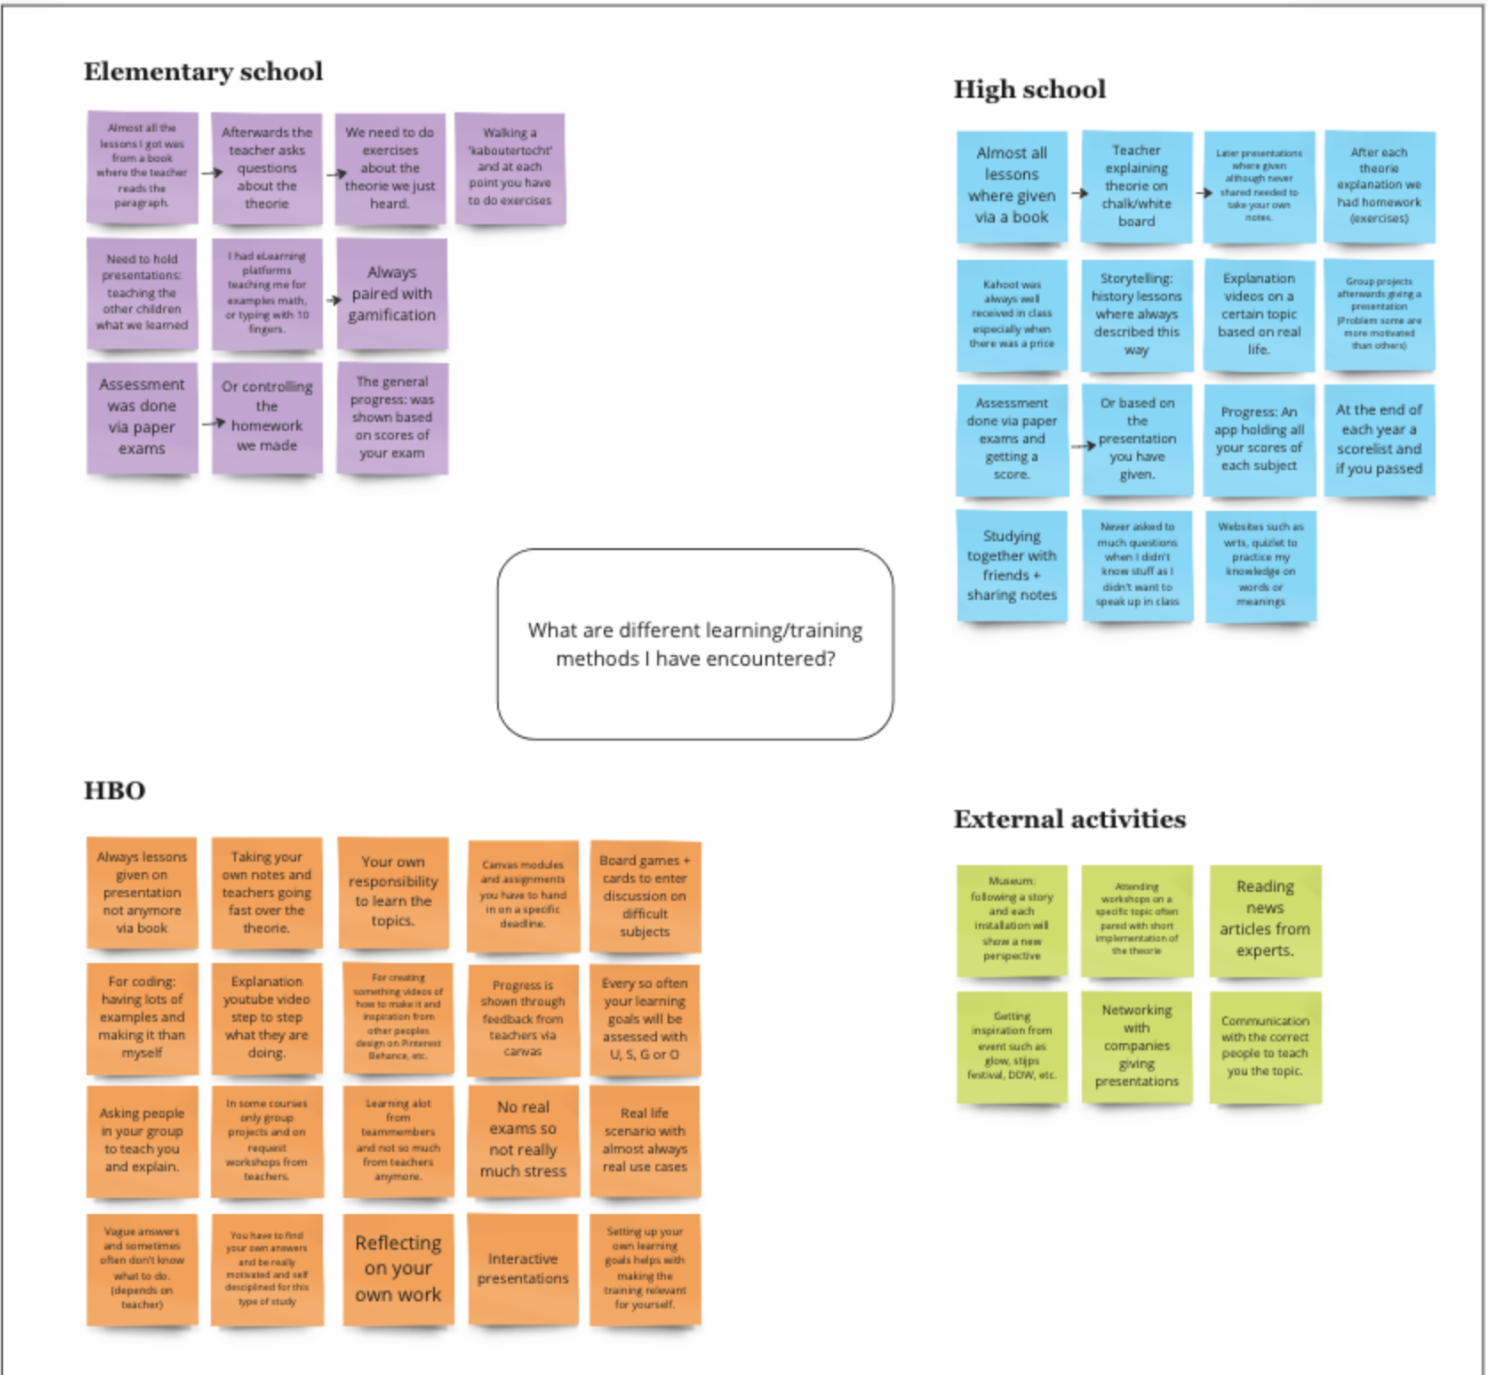 Elementary school
Almost all the
lessons I got was
from a book
where the teacher
reads the
paragraph.
Afterwards the
teacher asks
questions
about the
theorie
We need to do
exercises
about the
theorie we just
heard.
Walking a
'kaboutertocht'
and at each
point you have
to do exercises
Need to hold
presentations:
teaching the
other children
what we learned
I had eLearning
platforms
teaching me for
examples math,
or typing with 10
fingers.
Always
paired with
gamification
Assessment
was done
via paper
exams
Or controlling
the
homework
we made
The general
progress: was
shown based
on scores of
your exam
High school
Almost all
lessons
where given
via a book
Teacher
explaining
theorie on
chalk/white
board
Later presentations
where given
although never
shared needed to
take your own
notes.
After each
theorie
explanation we
had homework
(exercises)
Kahoot was
always well
received in class
especially when
there was a price
Storytelling:
history lessons
where always
described this
way
Explanation
videos on a
certain topic
based on real
life.
Group projects
afterwards giving a
presentation
(Problem some are
more motivated
than others)
Assessment
done via paper
exams and
getting a
score.
Or based on
the
presentation
you have
given.
Progress: An
app holding all
your scores of
each subject
At the end of
each year a
scorelist and
if you passed
Studying
together with
friends +
sharing notes
Never asked to
much questions
when I didn't
know stuff as I
didn't want to
speak up in class
Websites such as
wrts, quizlet to
practice my
knowledge on
words or
meanings
What are different learning/training
methods I have encountered?
HBO
Always lessons
given on
presentation
not anymore
via book
Taking your
own notes and
teachers going
fast over the
theorie.
Your own
responsibility
to learn the
topics.
Canvas modules
and assignments
you have to hand
in on a specific
deadline.
Board games +
cards to enter
discussion on
difficult
subjects
For coding:
having lots of
examples and
making it than
myself
Explanation
youtube video
step to step
what they are
doing.
For creating
something videos of
how to make it and
inspiration from
other peoples
design on Pinterest
Behance, etc.
Progress is
shown through
feedback from
teachers via
canvas
Every so often
your learning
goals will be
assessed with
U, S, G or O
Asking people
in your group
to teach you
and explain.
In some courses
only group
projects and on
request
workshops from
teachers.
Learning alot
from
teammembers
and not so much
from teachers
anymore.
No real
exams so
not really
much stress
Real life
scenario with
almost always
real use cases
Vague answers
and sometimes
often don't know
what to do.
(depends on
teacher)
You have to find
your own answers
and be really
motivated and self
desciplined for this
type of study
Reflecting
on your
own work
Interactive
presentations
Setting up your
own learning
goals helps with
making the
training relevant
for yourself.
External activities
Museum:
following a story
and each
installation will
show a new
perspective
Attending
workshops on a
specific topic often
pared with short
implementation of
the theorie
Reading
news
articles from
experts.
Getting
inspiration from
event such as
glow, stijps
festival, DDW, etc.
Networking
with
companies
giving
presentations
Communication
with the correct
people to teach
you the topic.